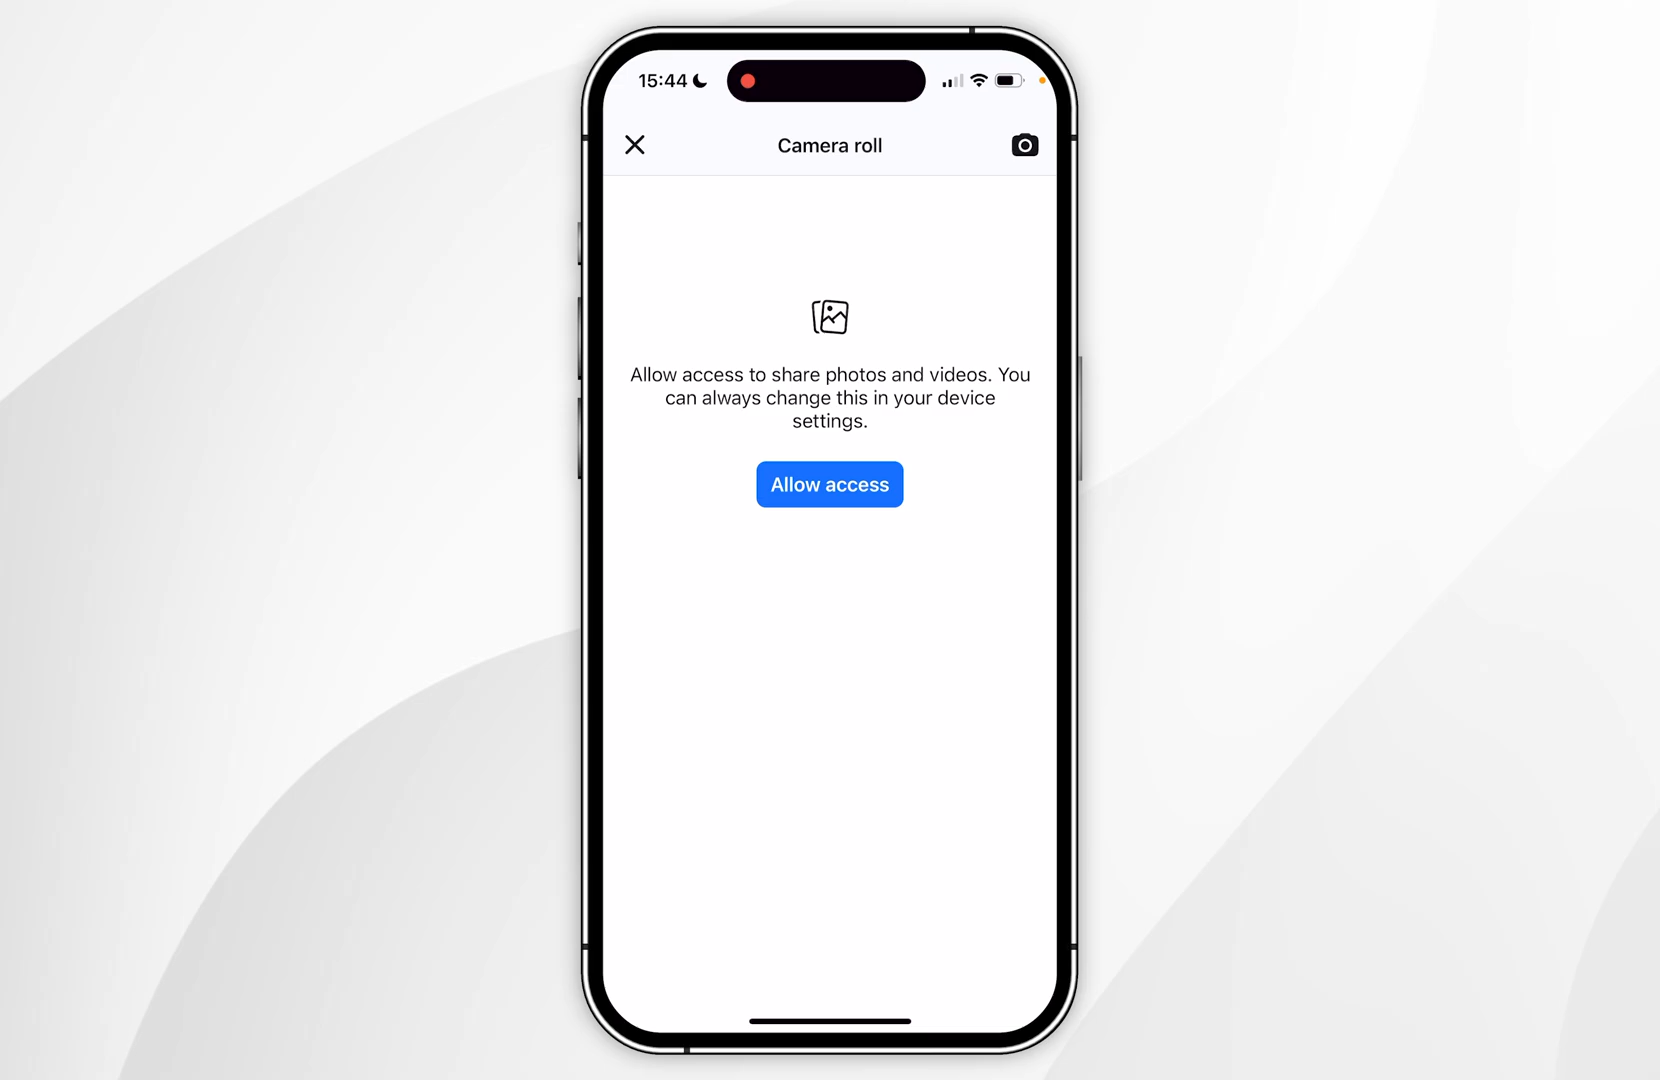 15:44
Camera roll
Allow access to share photos and videos. You
can always change this in your device
settings.
Allow access